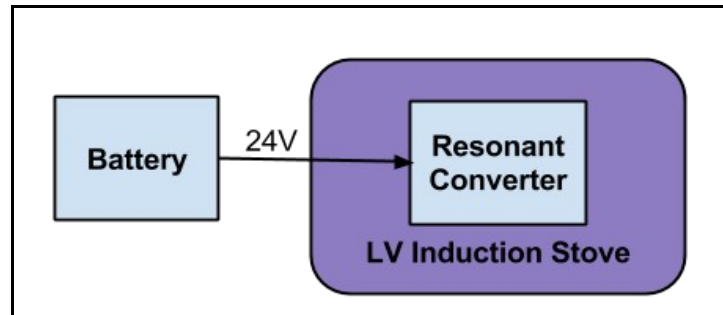 Battery
24V
Resonant
Converter
LV Induction Stove